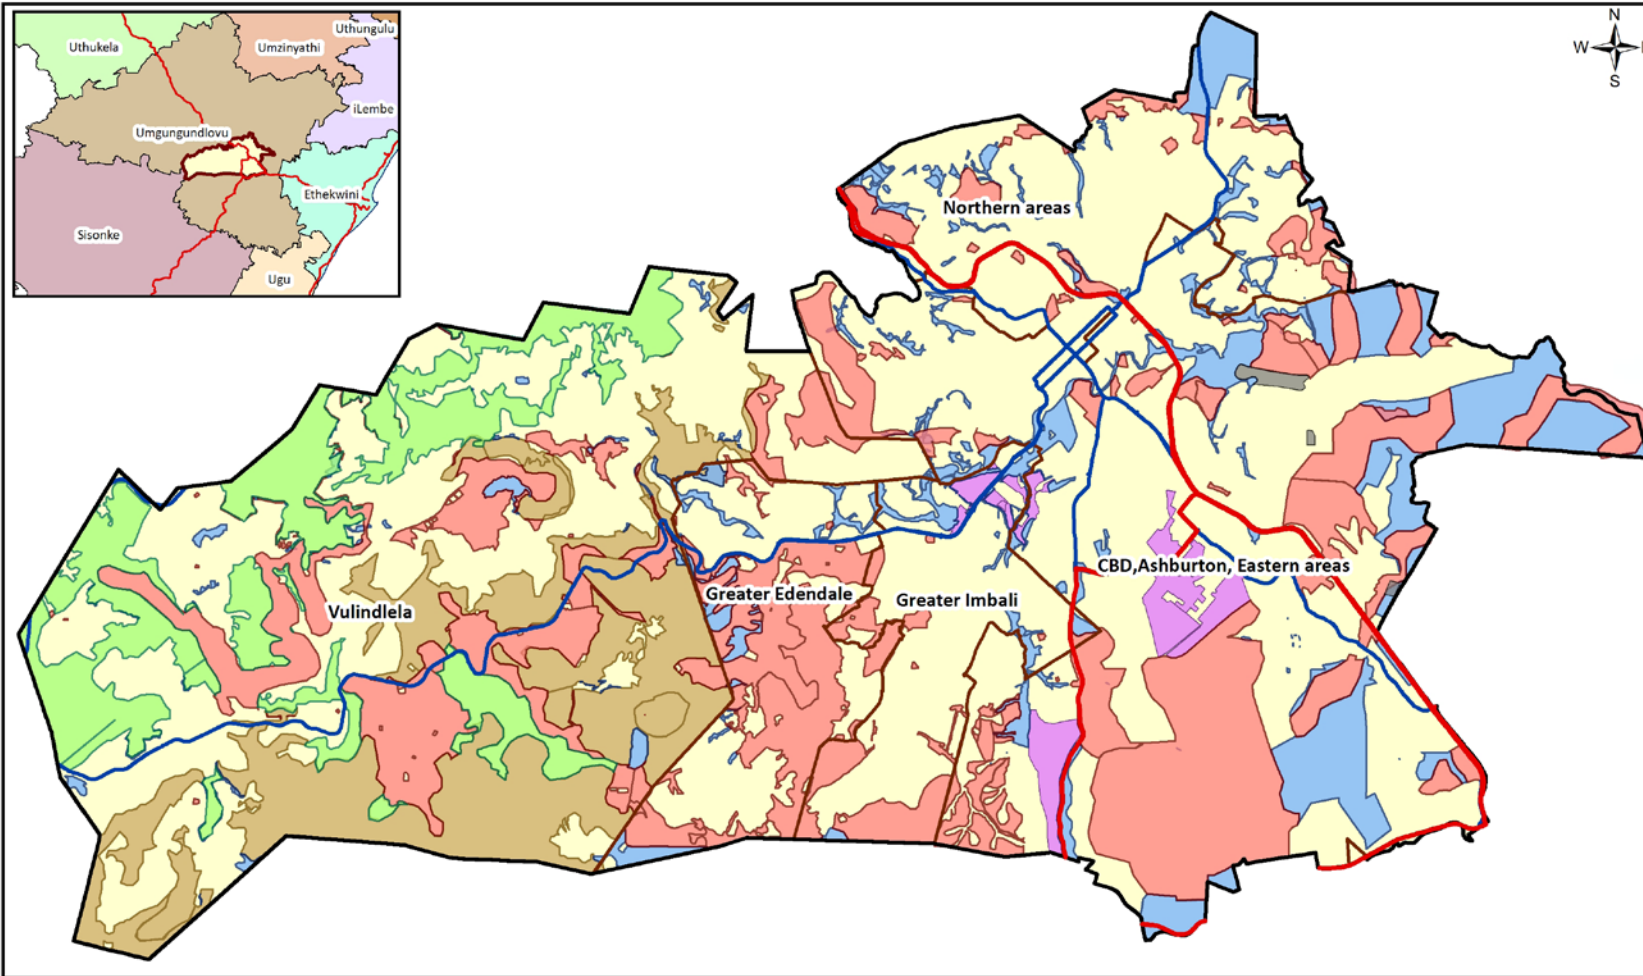 Uthungulu
Uthukela
Umzinyathi
iLembe
Umgungundlovu
Ethekwini
Sisonke
Ugu
N
W
S
Northern areas
CBD,Ashburton, Eastern areas
Greater Edendale
Greater Imbali
Vulindlela